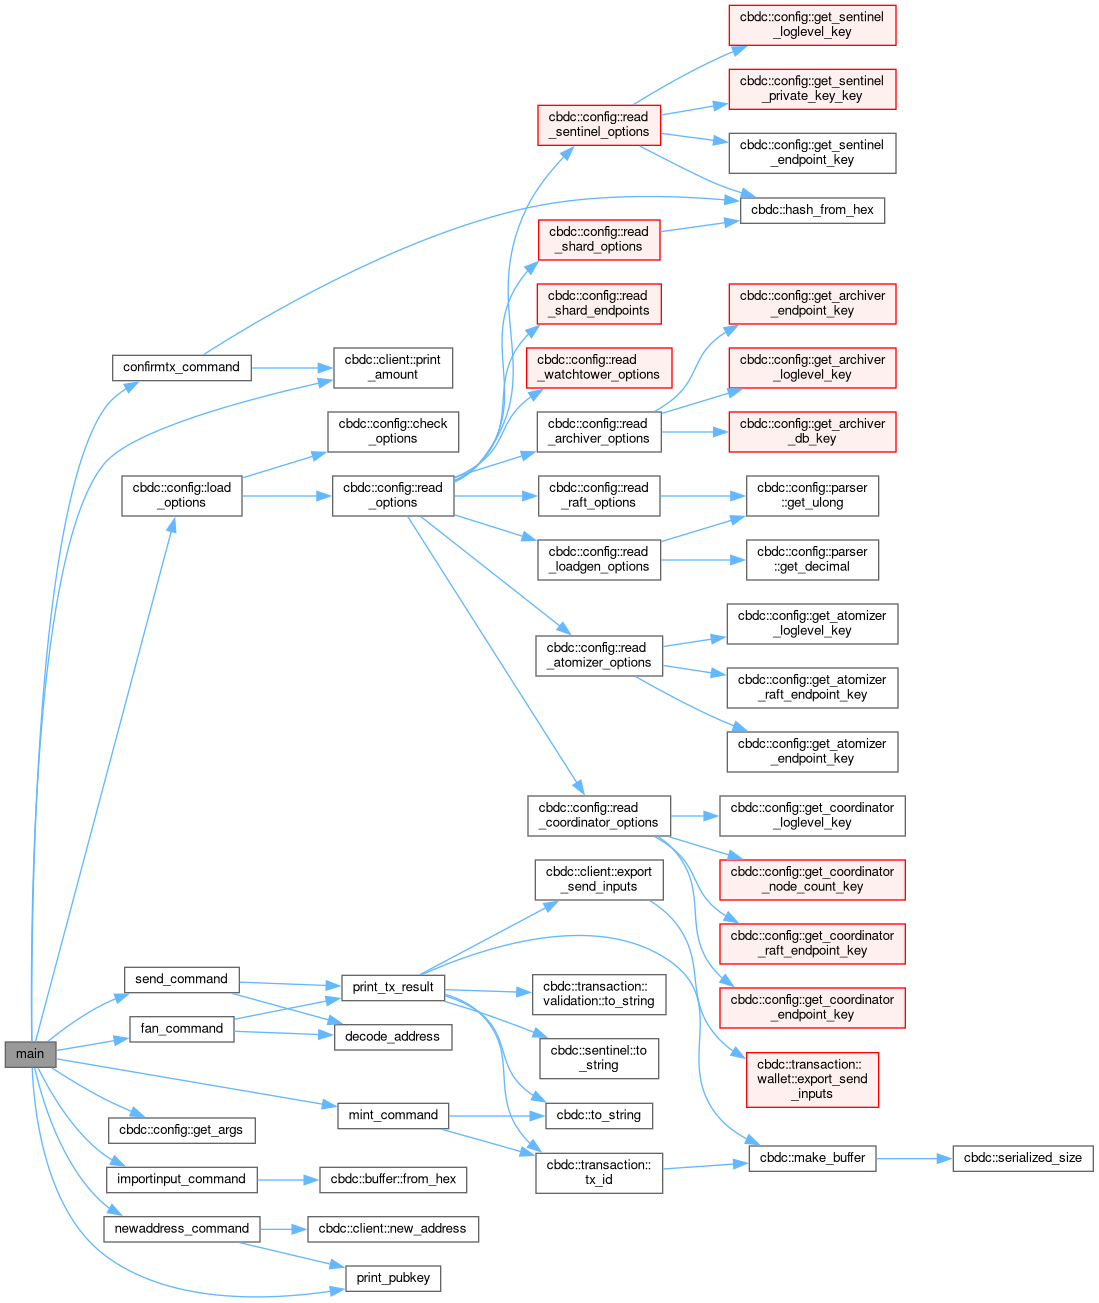 cbdc::config::get_sentinel
_loglevel_key
cbdc::config::get_sentinel
_private_key_key
cbdc::config::read
_sentinel_options
cbdc::config::get_sentinel
_endpoint_key
cbdc::hash_from_hex
cbdc::config::read
_shard_options
cbdc::config::read
_shard_endpoints
cbdc::config::get_archiver
_endpoint_key
confirmtx_command
cbdc::client::print
_amount
cbdc::config::read
_watchtower_options
cbdc::config::get_archiver
_loglevel_key
cbdc::config::check
_options
cbdc::config::read
_archiver_options
cbdc::config::get_archiver
_db_key
cbdc::config::load
_options
cbdc::config::read
_options
cbdc::config::read
_raft_options
cbdc::config::parser
::get_ulong
cbdc::config::read
_loadgen_options
cbdc::config::parser
::get_decimal
cbdc::config::get_atomizer
_loglevel_key
cbdc::config::read
_atomizer_options
cbdc::config::get_atomizer
_raft_endpoint_key
cbdc::config::get_atomizer
_endpoint_key
cbdc::config::read
_coordinator_options
cbdc::config::get_coordinator
_loglevel_key
cbdc::client::export
_send_inputs
cbdc::config::get_coordinator
_node_count_key
cbdc::config::get_coordinator
_raft_endpoint_key
send_command
print_tx_result
cbdc::transaction::
validation::to_string
cbdc::config::get_coordinator
_endpoint_key
fan_command
decode_address
main
cbdc::sentinel::to
_string
cbdc::transaction::
wallet::export_send
_inputs
mint_command
cbdc::to_string
cbdc::config::get_args
cbdc::make_buffer
cbdc::serialized_size
importinput_command
cbdc::buffer::from_hex
cbdc::transaction::
tx_id
newaddress_command
cbdc::client::new_address
print_pubkey